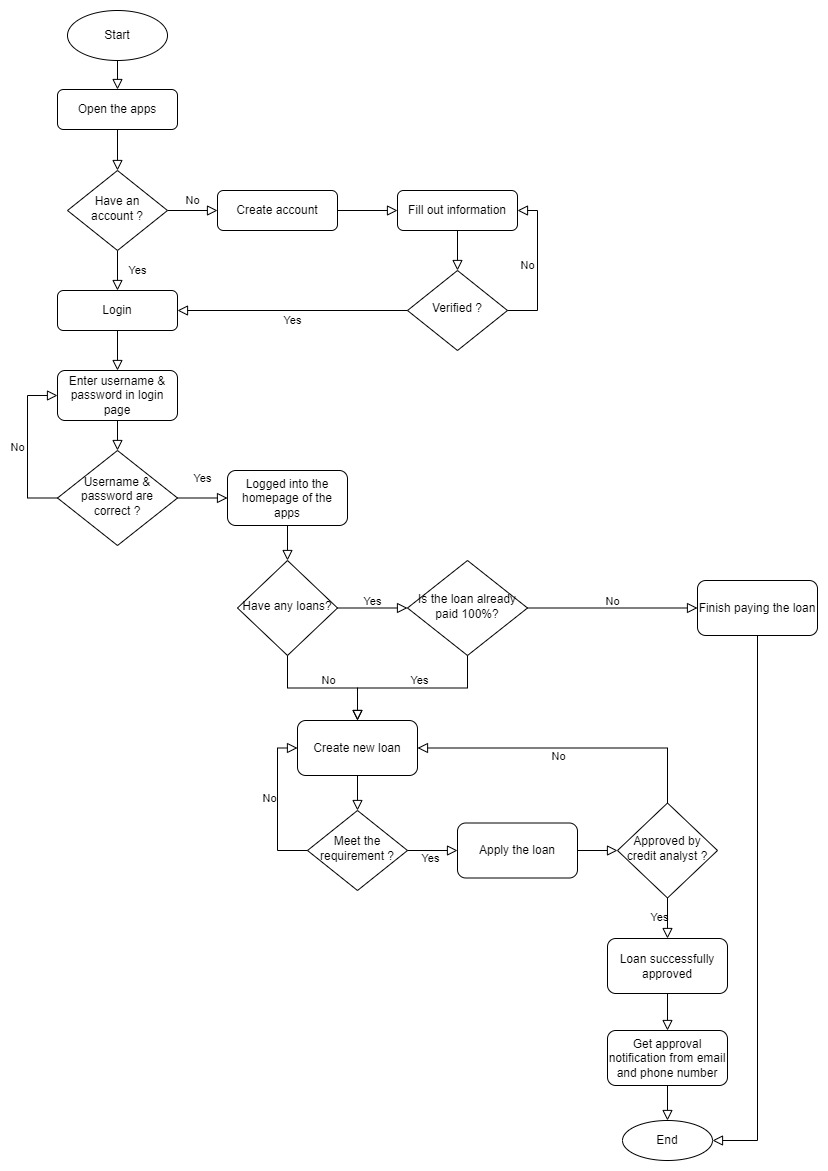 Start
Open the apps
Have an
account ?
No
Create account
Fill out information
Yes
No
Login
Yes
Verified ?
Enter username &
password in login
page
No
Username &
password are
correct ?
Yes
Logged into the
homepage of the
apps
Have any loans?
Yes
Is the loan already
paid 100%?
No
Finish paying the loan
No
Yes
Create new loan
No
No
Meet the
requirement ?
Yes
Apply the loan
Approved by
credit analyst ?
Yes
Loan successfully
approved
Get approval
notification from email
and phone number
End